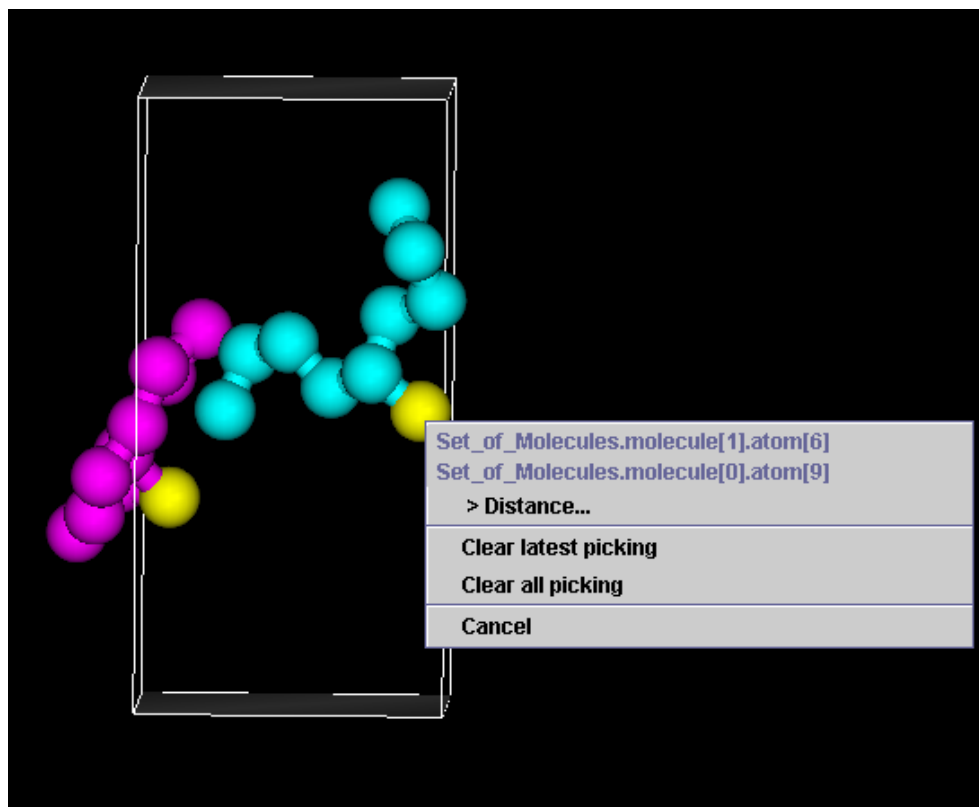 Set_of_Molecules.molecule[1].atom[6]
Set_of_Molecules.molecule[0].atom[9]
> Distance...
Clear latest picking
Clear all picking
Cancel